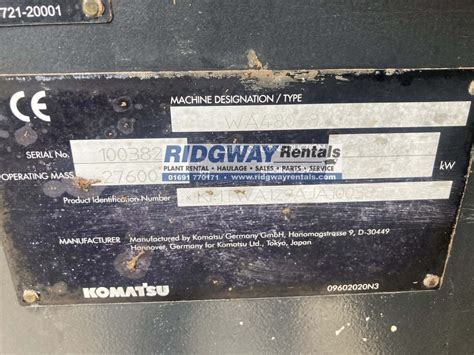 721-20001
CE
MACHINE DESIGNATION / TYPE
SERIAL No. 100382
RIDGWAY Rentals
PLANT RENTAL • HAULAGE • SALES • PARTS • SERVICE
01691 770171 • www.ridgwayrentals.com
OPERATING MASS 27600 kW
Product Identification Number
MANUFACTURER Manufactured by Komatsu Germany GmbH, Hanomagstrasse 9, D-30449
Hannover, Germany for Komatsu Ltd., Tokyo, Japan
KOMATSU 09602020N3